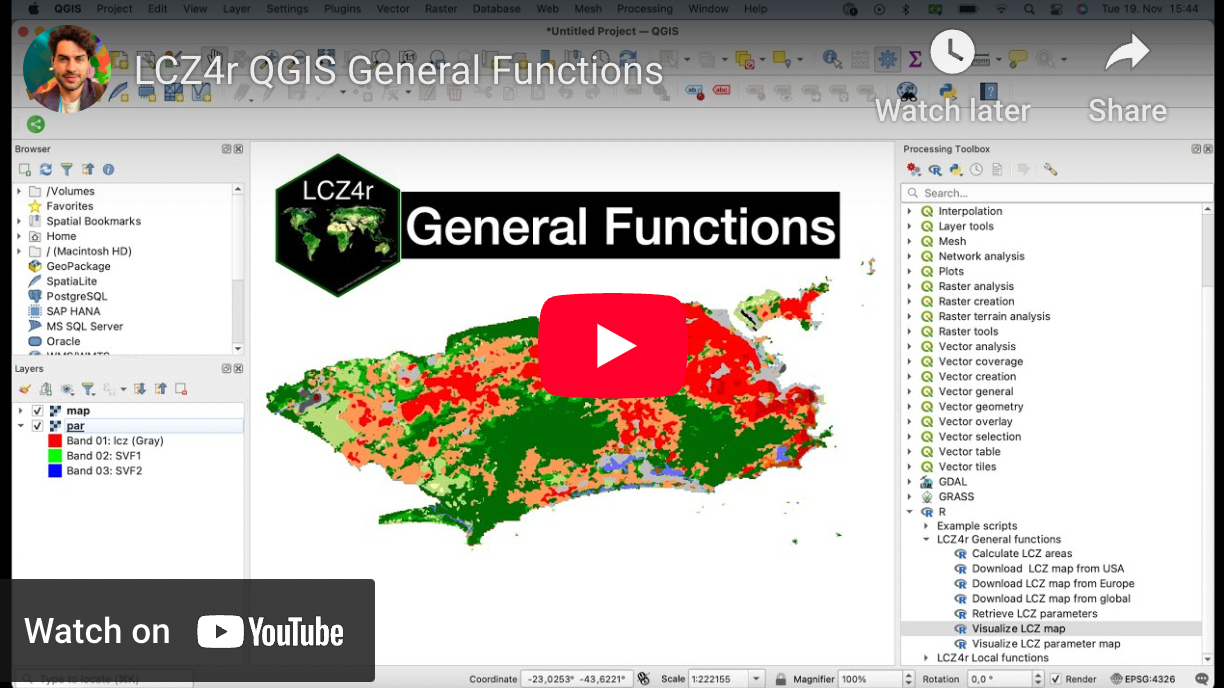 QGIS Project Edit View Layer Settings Plugins Vector Raster Database Web Mesh Processing Window Help Tue 19. Nov 15:44
*Untitled Project — QGIS
LCZ4r QGIS General Functions
Watch later
Share
abc
Browser
/Volumes
Favorites
Spatial Bookmarks
Home
/ (Macintosh HD)
GeoPackage
SpatiaLite
PostgreSQL
SAP HANA
MS SQL Server
Oracle
WMS/WMTS
Layers
map
par
Band 01: lcz (Gray)
Band 02: SVF1
Band 03: SVF2
LCZ4r
General Functions
Processing Toolbox
Search...
Interpolation
Layer tools
Mesh
Network analysis
Plots
Raster analysis
Raster creation
Raster terrain analysis
Raster tools
Vector analysis
Vector coverage
Vector creation
Vector general
Vector geometry
Vector overlay
Vector selection
Vector table
Vector tiles
GDAL
GRASS
R
Example scripts
LCZ4r General functions
Calculate LCZ areas
Download LCZ map from USA
Download LCZ map from Europe
Download LCZ map from global
Retrieve LCZ parameters
Visualize LCZ map
Visualize LCZ parameter map
LCZ4r Local functions
Watch on YouTube
Type to locate (⌘K)
Coordinate -23,0253° -43,6221° Scale 1:222155 Magnifier 100% Rotation 0,0 ° Render EPSG:4326